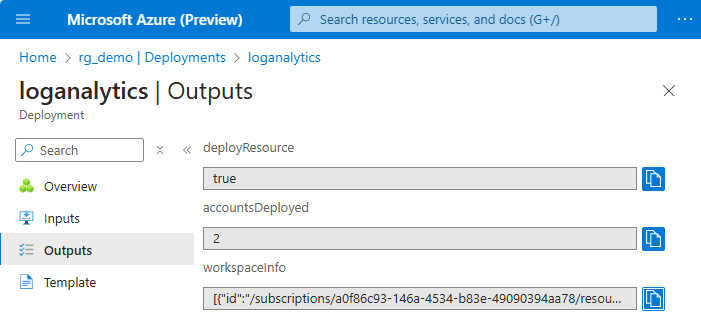 Microsoft Azure (Preview)
Search resources, services, and docs (G+/)
Home > rg_demo | Deployments > loganalytics
loganalytics | Outputs
Deployment
Search
Overview
Inputs
Outputs
Template
deployResource
true
accountsDeployed
2
workspaceInfo
[{"id":"/subscriptions/a0f86c93-146a-4534-b83e-49090394aa78/resou...